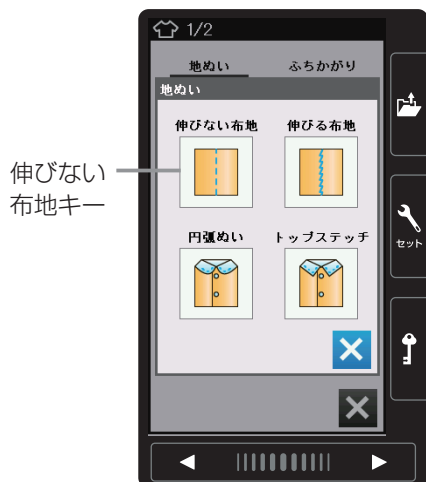 1/2
地ぬい ふちかがり
地ぬい
伸びない布地 伸びる布地
伸びない
布地キー
円弧ぬい トップステッチ
セット